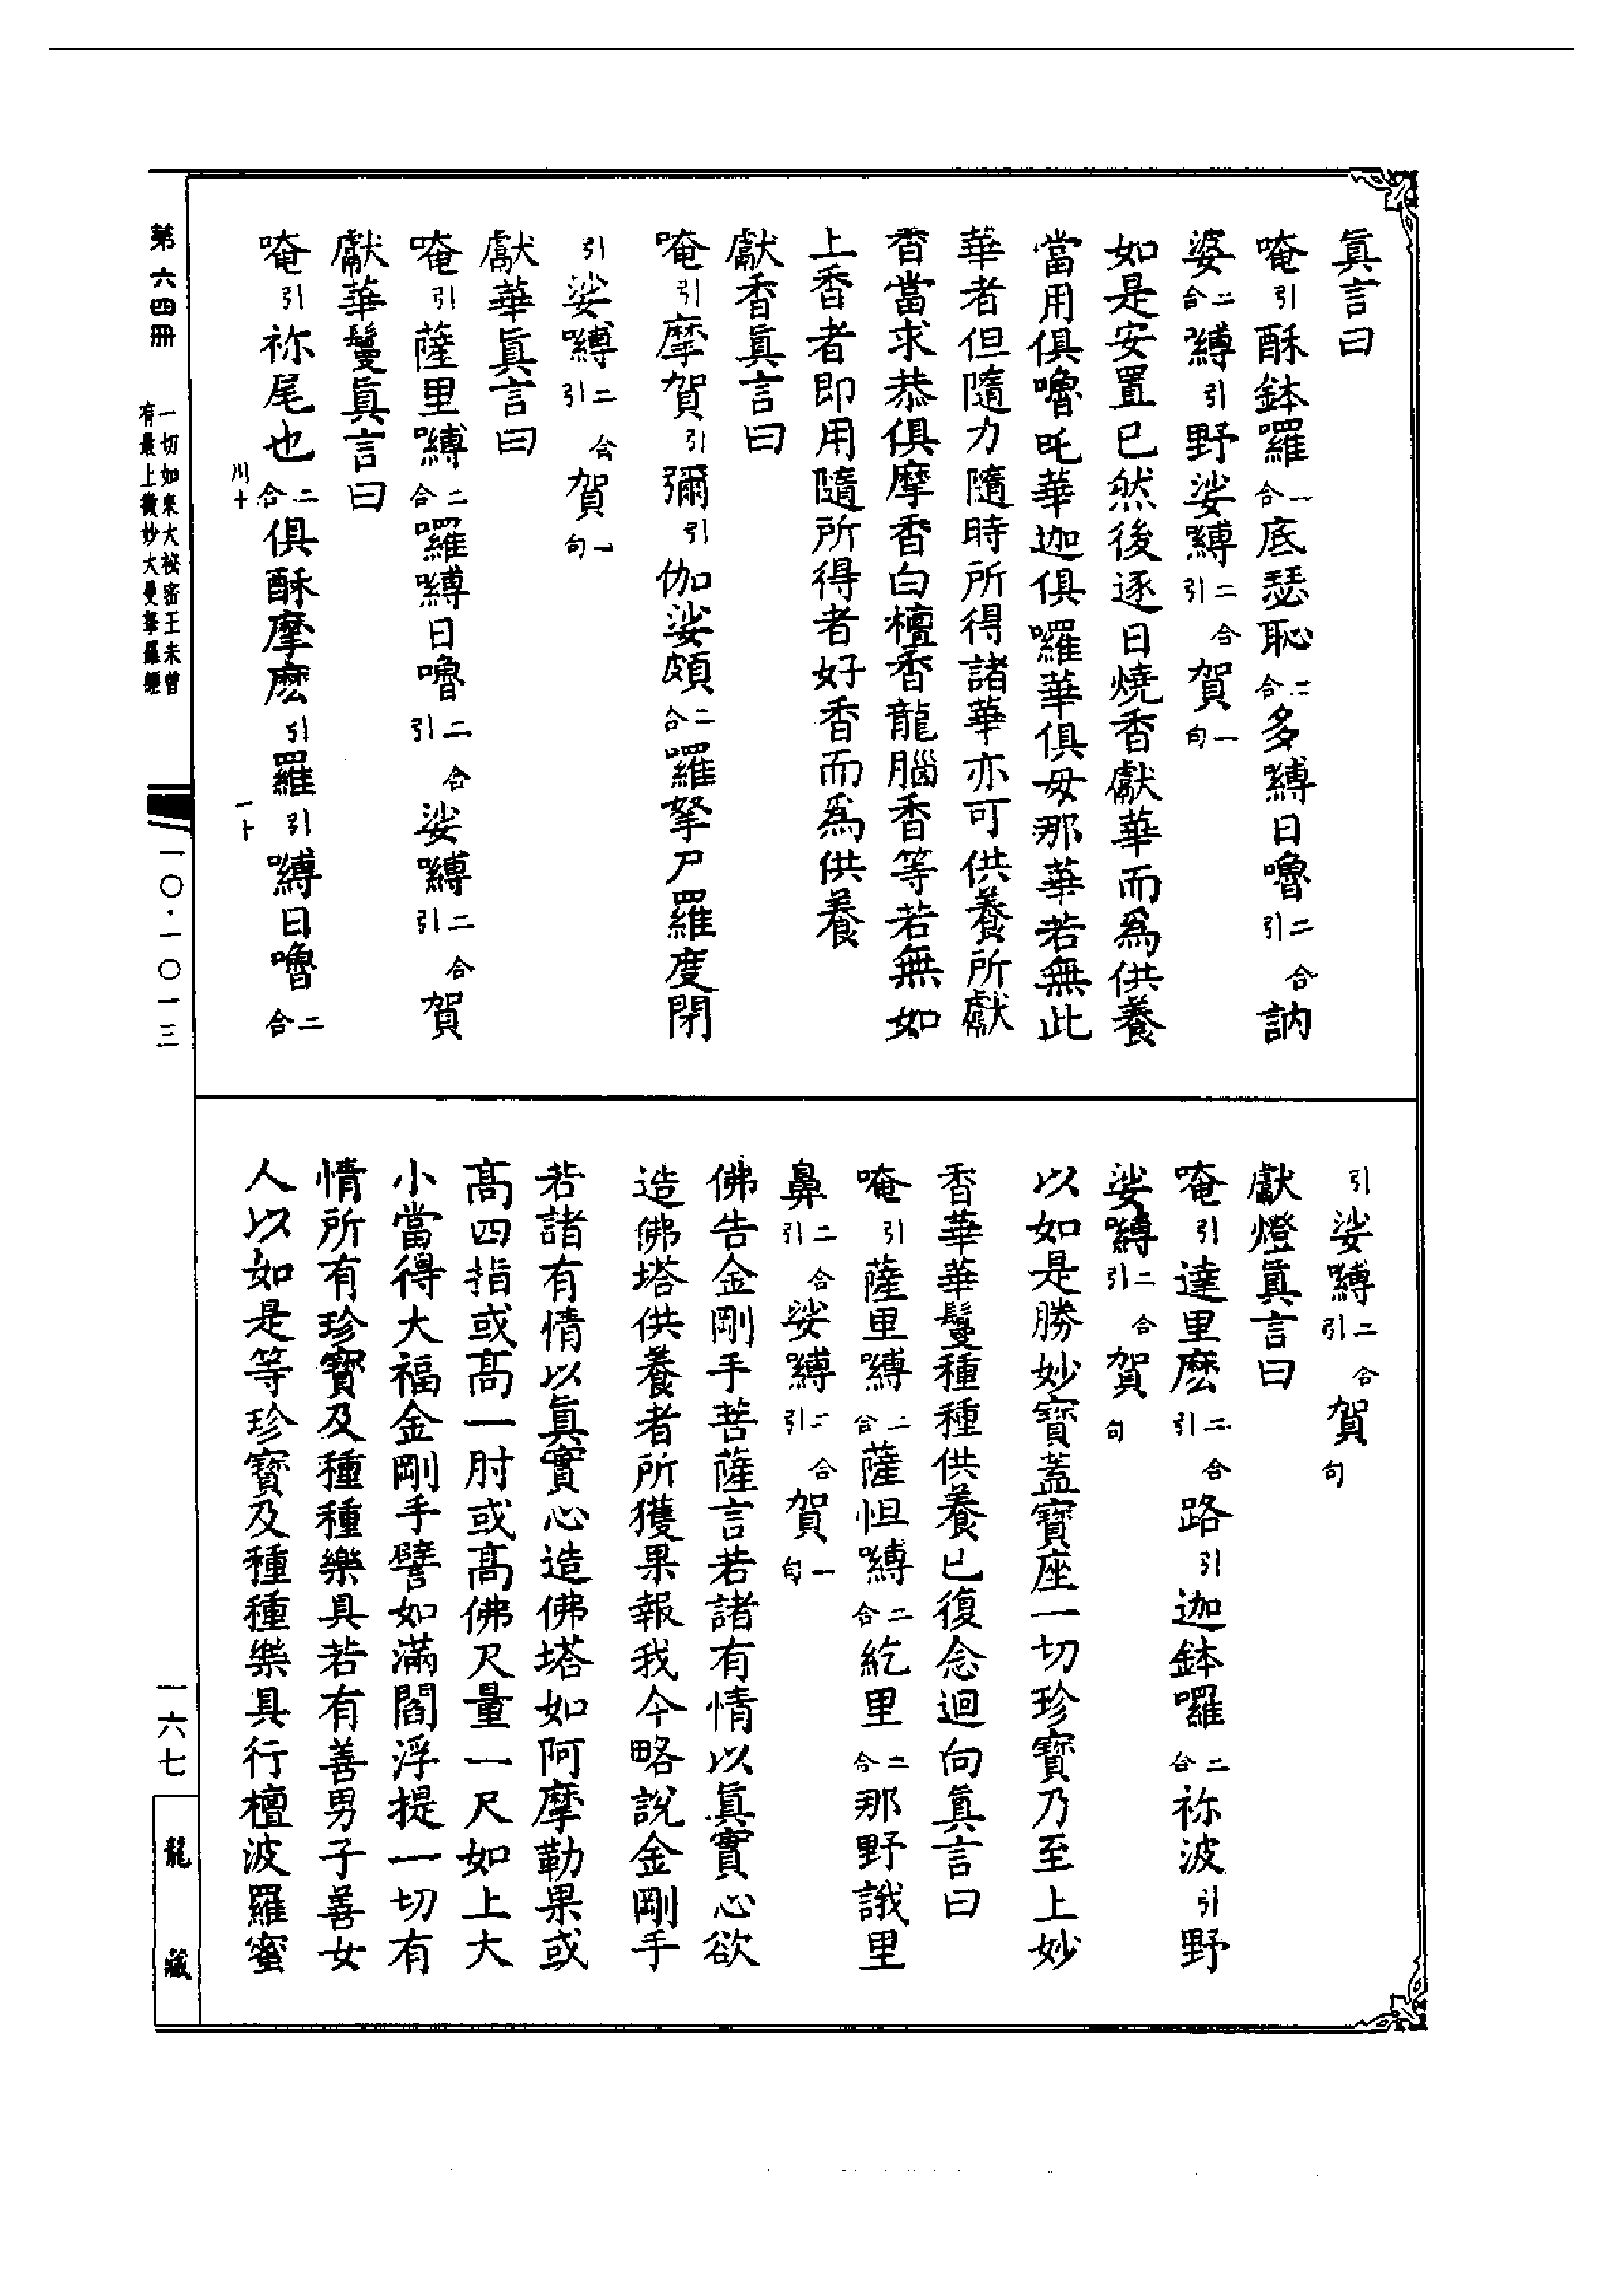 真言曰
唵引酥鉢囉二合底瑟恥二合多嚩日嚕二合引訥
婆二合嚩引野娑嚩二合引賀一句
如是安置已然後逐日燒香獻華而爲供養
當用俱嚕吒華迦俱囉華俱毋那華若無此
華者但隨力隨時所得諸華亦可供養所獻
香當求恭俱摩香白檀香龍腦香等若無如
上香者即用隨所得者好香而爲供養
獻香眞言曰
唵引摩賀引彌引伽娑頗二合羅拏尸羅度閉
引娑嚩二合引賀一句
獻華眞言曰
唵引薩里嚩二合囉嚩日嚕二合引娑嚩二合引賀
獻華鬘眞言曰
唵引祢尾也二合俱酥摩麽引羅引嚩日嚕二合
引娑嚩二合引賀句
獻燈眞言曰
唵引達里麽二合引路引迦鉢囉二合祢波引野
娑嚩二合引賀句
以如是勝妙寶蓋寶座一切珍寶乃至上妙
香華華鬘種種供養已復念迴向眞言曰
唵引薩里嚩二合薩怛嚩二合紇里二合那野誐里
鼻二合引娑嚩二合引賀一句
佛告金剛手菩薩言若諸有情以眞實心欲
造佛塔供養者所獲果報我今略說金剛手
若諸有情以眞實心造佛塔如阿摩勒果或
高四指或高一肘或高佛尺量一尺如上大
小當得大福金剛手譬如滿閻浮提一切有
情所有珍寶及種種樂具若有善男子善女
人以如是等珍寶及種種樂具行檀波羅蜜
第六四冊
一切如來大祕密王未曾
有最上微妙大曼拏羅經
一〇·一〇一三
一六七
龍藏